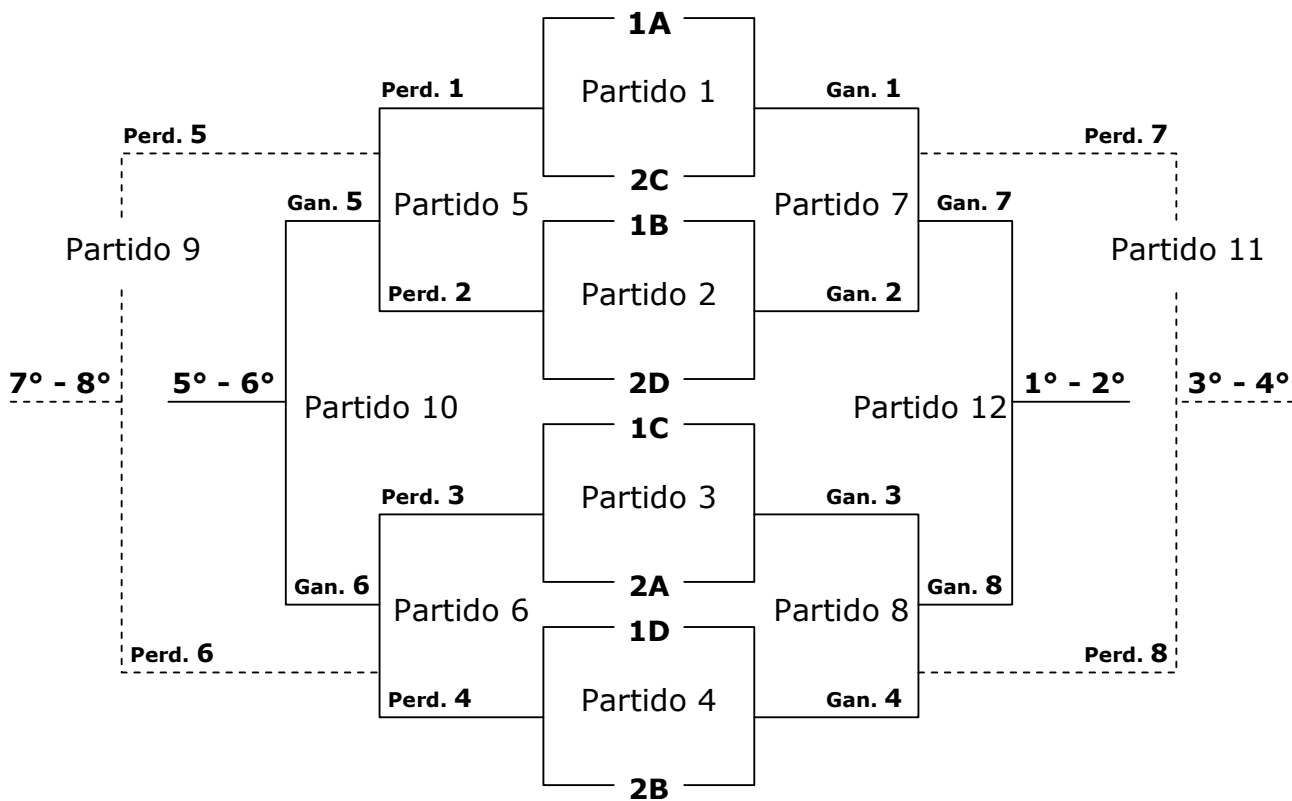 1A
Perd. 1
Partido 1
Gan. 1
Perd. 5
Perd. 7
2C
Gan. 5
Partido 5
Partido 7
Gan. 7
1B
Partido 9
Partido 11
Perd. 2
Partido 2
Gan. 2
7° - 8°
5° - 6°
2D
1° - 2°
3° - 4°
Partido 10
Partido 12
1C
Perd. 3
Partido 3
Gan. 3
Gan. 6
2A
Gan. 8
Partido 6
Partido 8
1D
Perd. 6
Perd. 8
Perd. 4
Partido 4
Gan. 4
2B